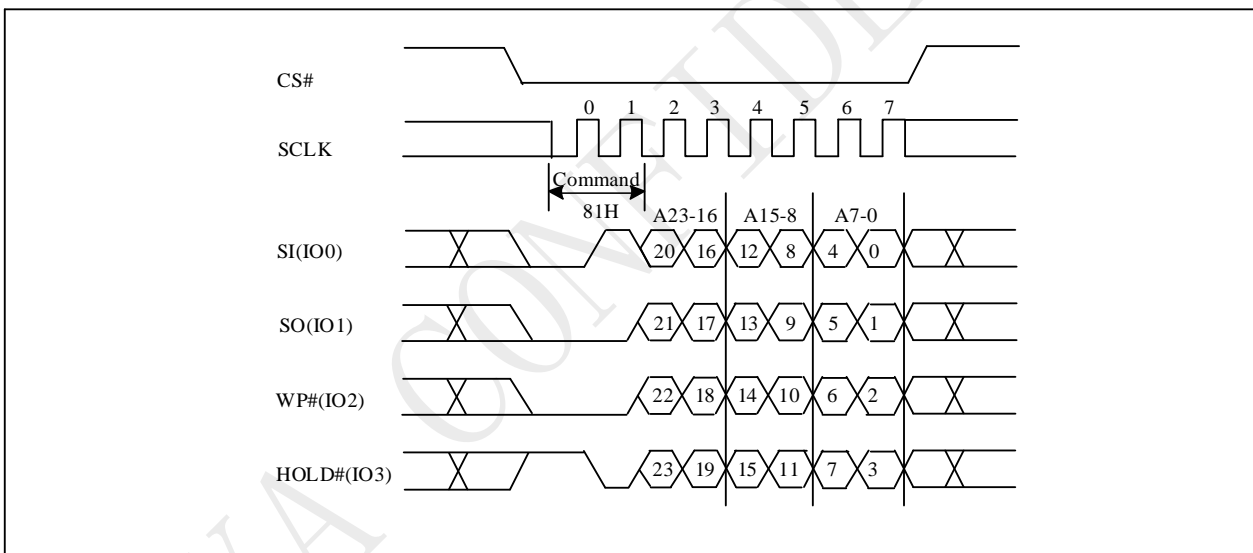 CS#
0 1 2 3 4 5 6 7
SCLK
Command
81H
A23-16 A15-8 A7-0
SI(IO0) 20 16 12 8 4 0
SO(IO1) 21 17 13 9 5 1
WP#(IO2) 22 18 14 10 6 2
HOLD#(IO3) 23 19 15 11 7 3